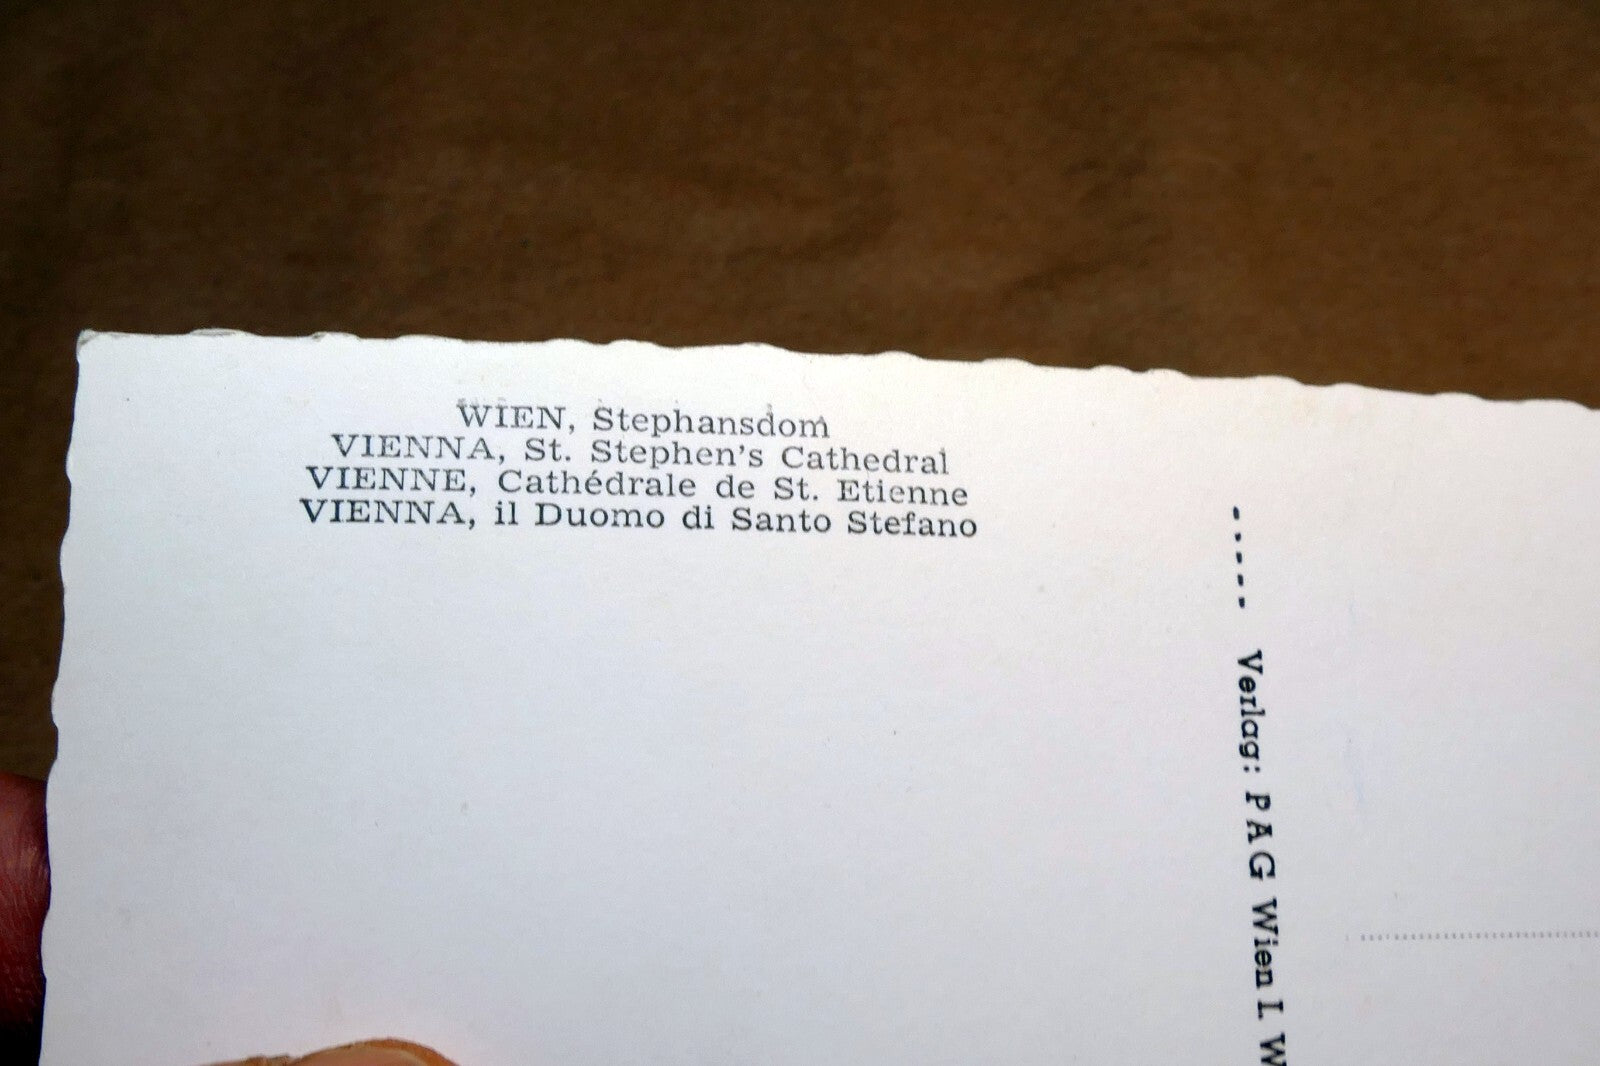 WIEN, Stephansdom
VIENNA, St. Stephen's Cathedral
VIENNE, Cathédrale de St. Etienne
VIENNA, il Duomo di Santo Stefano
Verlag: PAG Wien I. W